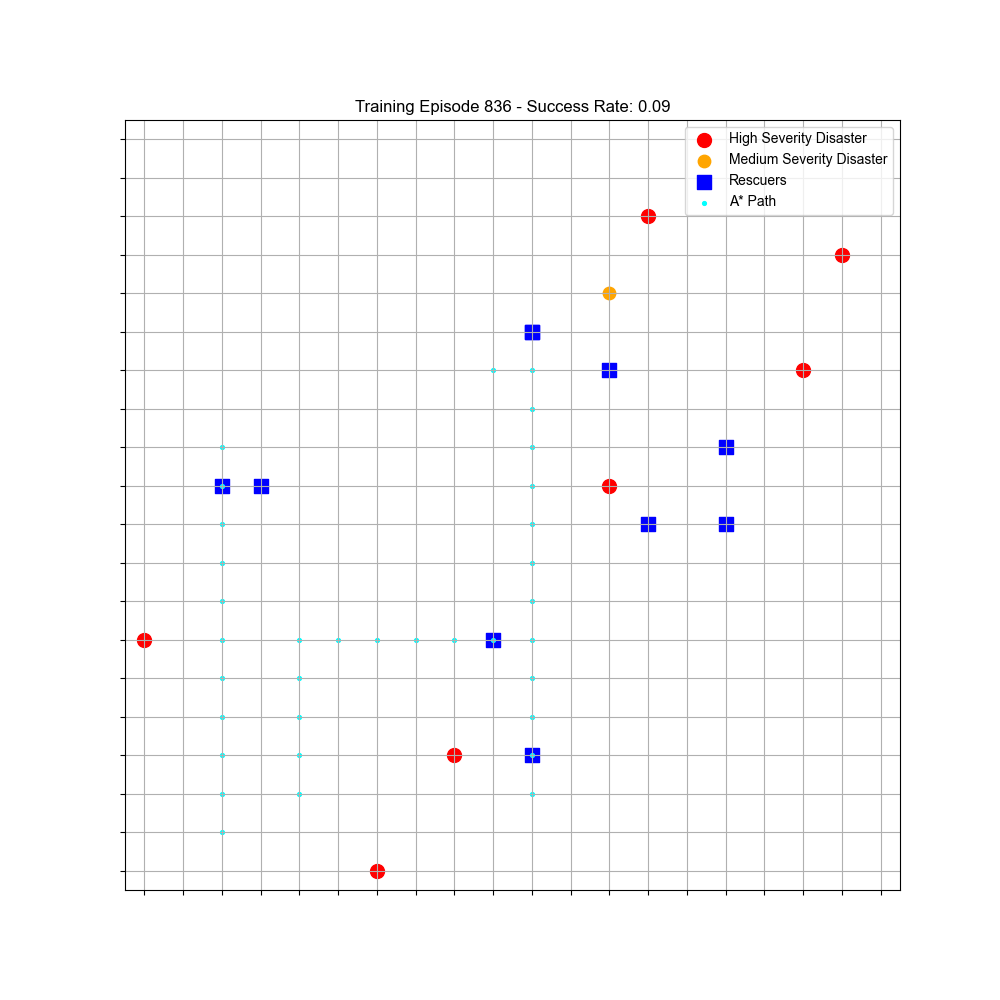 Training Episode 836 - Success Rate: 0.09
High Severity Disaster
Medium Severity Disaster
Rescuers
A* Path